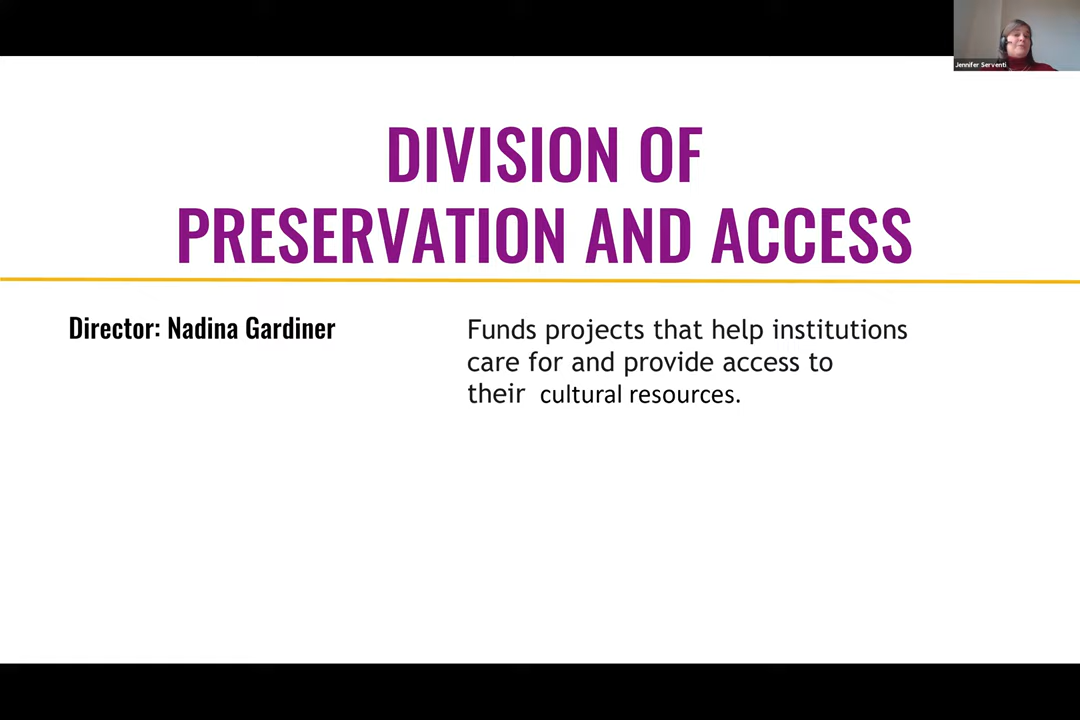 Jennifer Serventi
DIVISION OF
PRESERVATION AND ACCESS
Director: Nadina Gardiner
Funds projects that help institutions
care for and provide access to
their cultural resources.